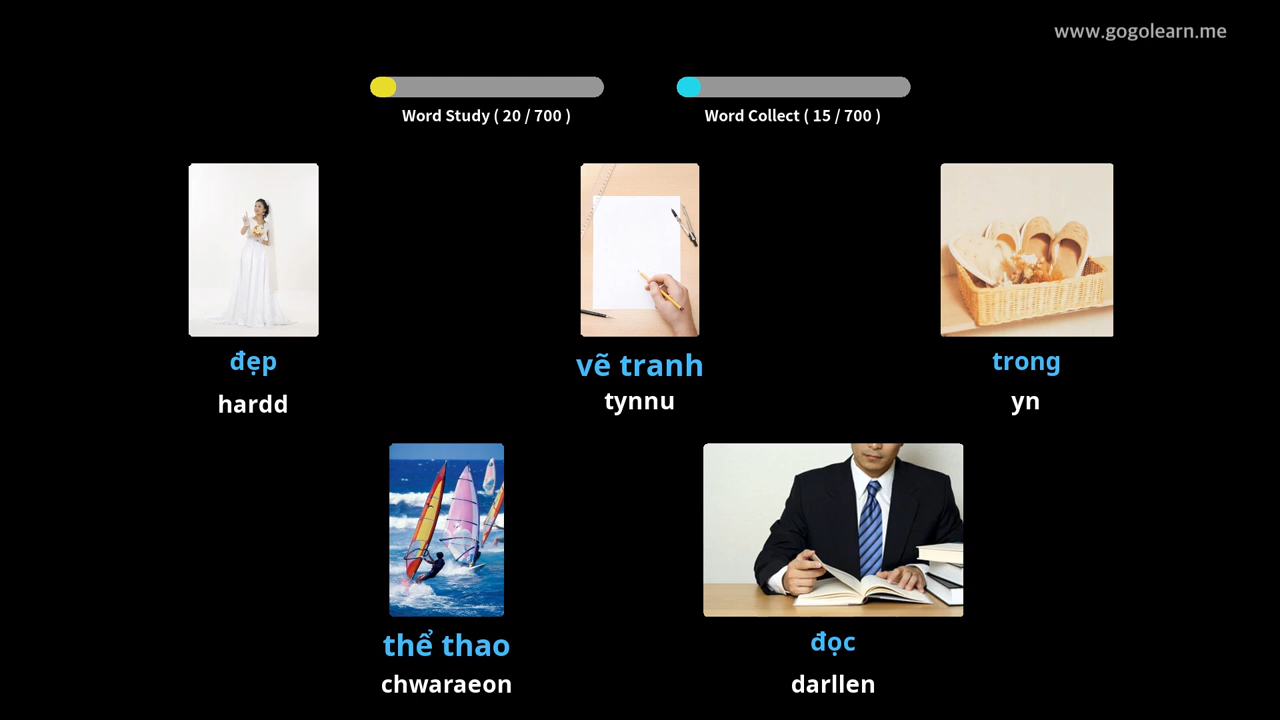 www.gogolearn.me
Word Study ( 20 / 700 )
Word Collect ( 15 / 700 )
đẹp
hardd
vẽ tranh
tynnu
trong
yn
thể thao
chwaraeon
đọc
darllen